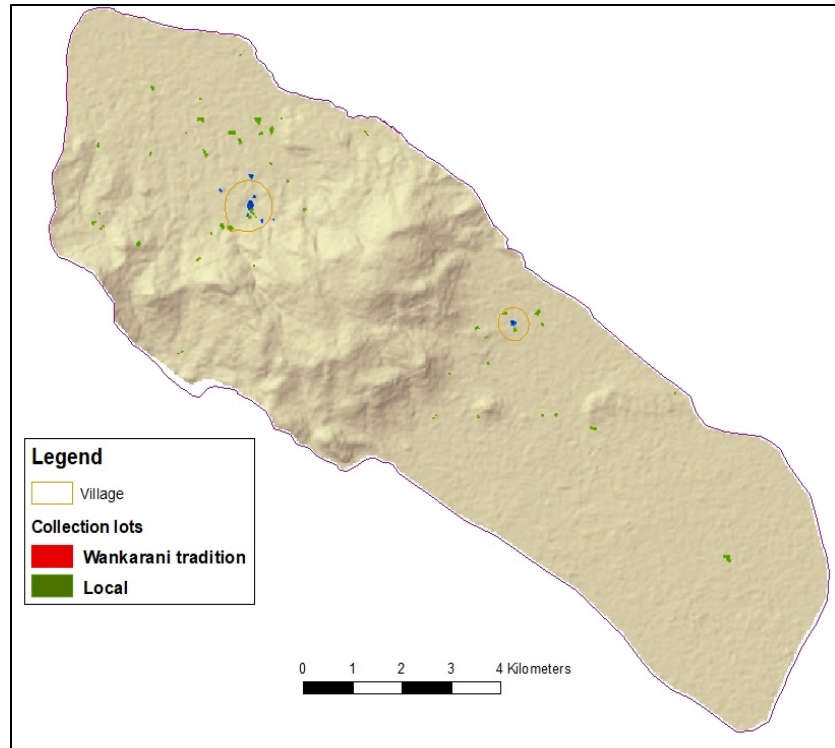 Legend
Village
Collection lots
Wankarani tradition
Local
0 1 2 3 4 Kilometers